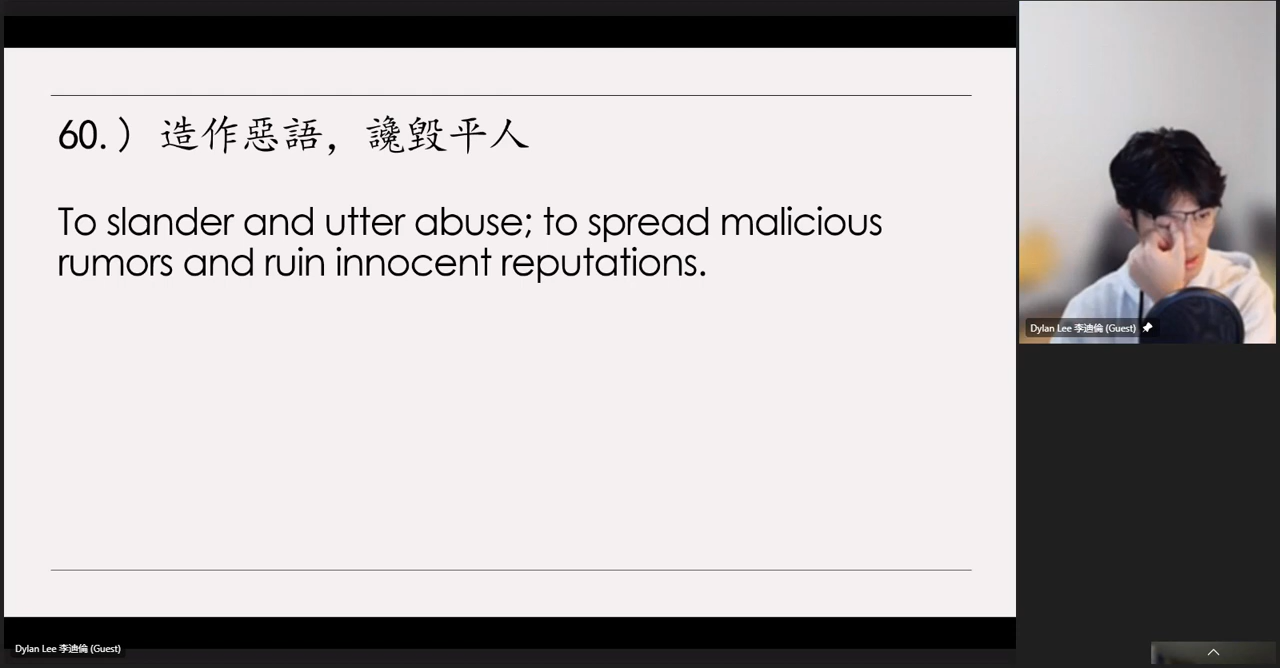 60.）造作惡語，讒毀平人
To slander and utter abuse; to spread malicious
rumors and ruin innocent reputations.
Dylan Lee 李迪倫 (Guest)
Dylan Lee 李迪倫 (Guest)